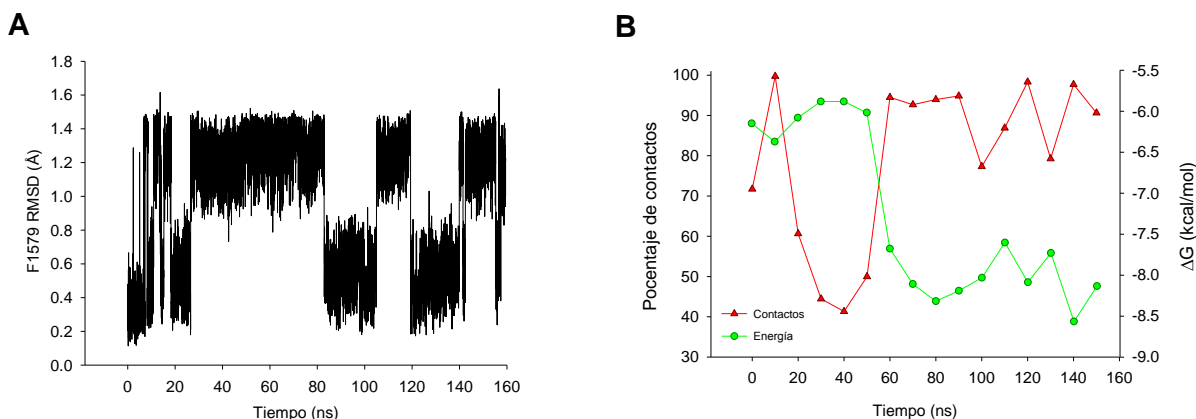 A
F1579 RMSD (Å)
1.8
1.6
1.4
1.2
1.0
0.8
0.6
0.4
0.2
0.0
0 20 40 60 80 100 120 140 160
Tiempo (ns)
B
Pocentaje de contactos
100
90
80
70
60
50
40
30
Contactos
Energía
-5.5
-6.0
-6.5
-7.0
-7.5
-8.0
-8.5
-9.0
ΔG (kcal/mol)
0 20 40 60 80 100 120 140 160
Tiempo (ns)